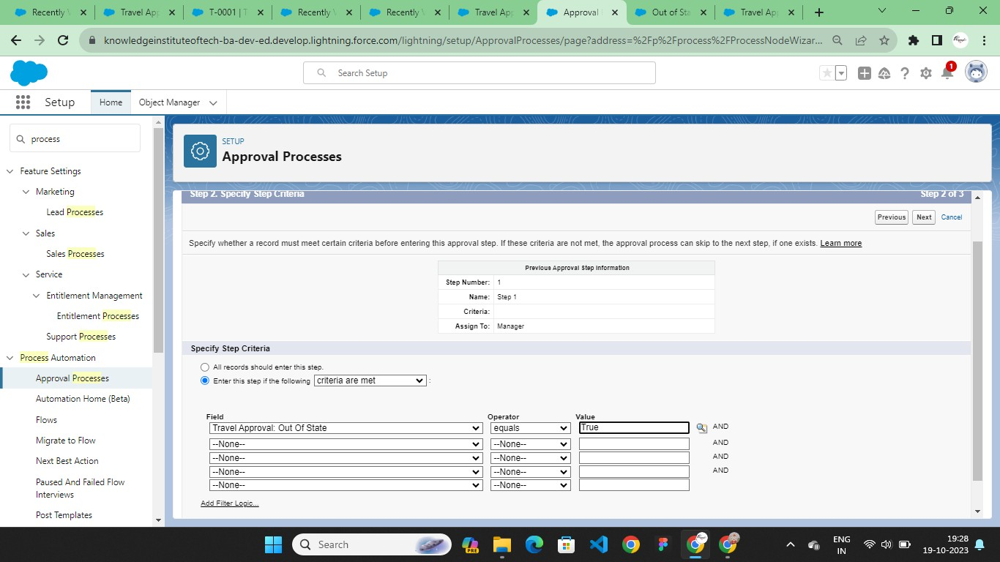 Recently
Travel Ap
T-0001 | T
Recently
Recently
Travel Ap
Approval
Out of Sta
Travel Ap
knowledgeinstituteoftech-ba-dev-ed.develop.lightning.force.com/lightning/setup/ApprovalProcesses/page?address=%2Fp%2Fprocess%2FProcessNodeWizar...
Search Setup
1
Setup
Home
Object Manager
process
Feature Settings
Marketing
Lead Processes
Sales
Sales Processes
Service
Entitlement Management
Entitlement Processes
Support Processes
Process Automation
Approval Processes
Automation Home (Beta)
Flows
Migrate to Flow
Next Best Action
Paused And Failed Flow
Interviews
Post Templates
SETUP
Approval Processes
Step 2. Specify Step Criteria Step 2 of 3
Previous Next Cancel
Specify whether a record must meet certain criteria before entering this approval step. If these criteria are not met, the approval process can skip to the next step, if one exists. Learn more
Previous Approval Step Information
Step Number: 1
Name: Step 1
Criteria:
Assign To: Manager
Specify Step Criteria
All records should enter this step.
Enter this step if the following criteria are met :
Field Operator Value
Travel Approval: Out Of State equals True AND
--None-- --None-- AND
--None-- --None-- AND
--None-- --None-- AND
--None-- --None--
Add Filter Logic...
Search
PRE
ENG
IN
19:28
19-10-2023